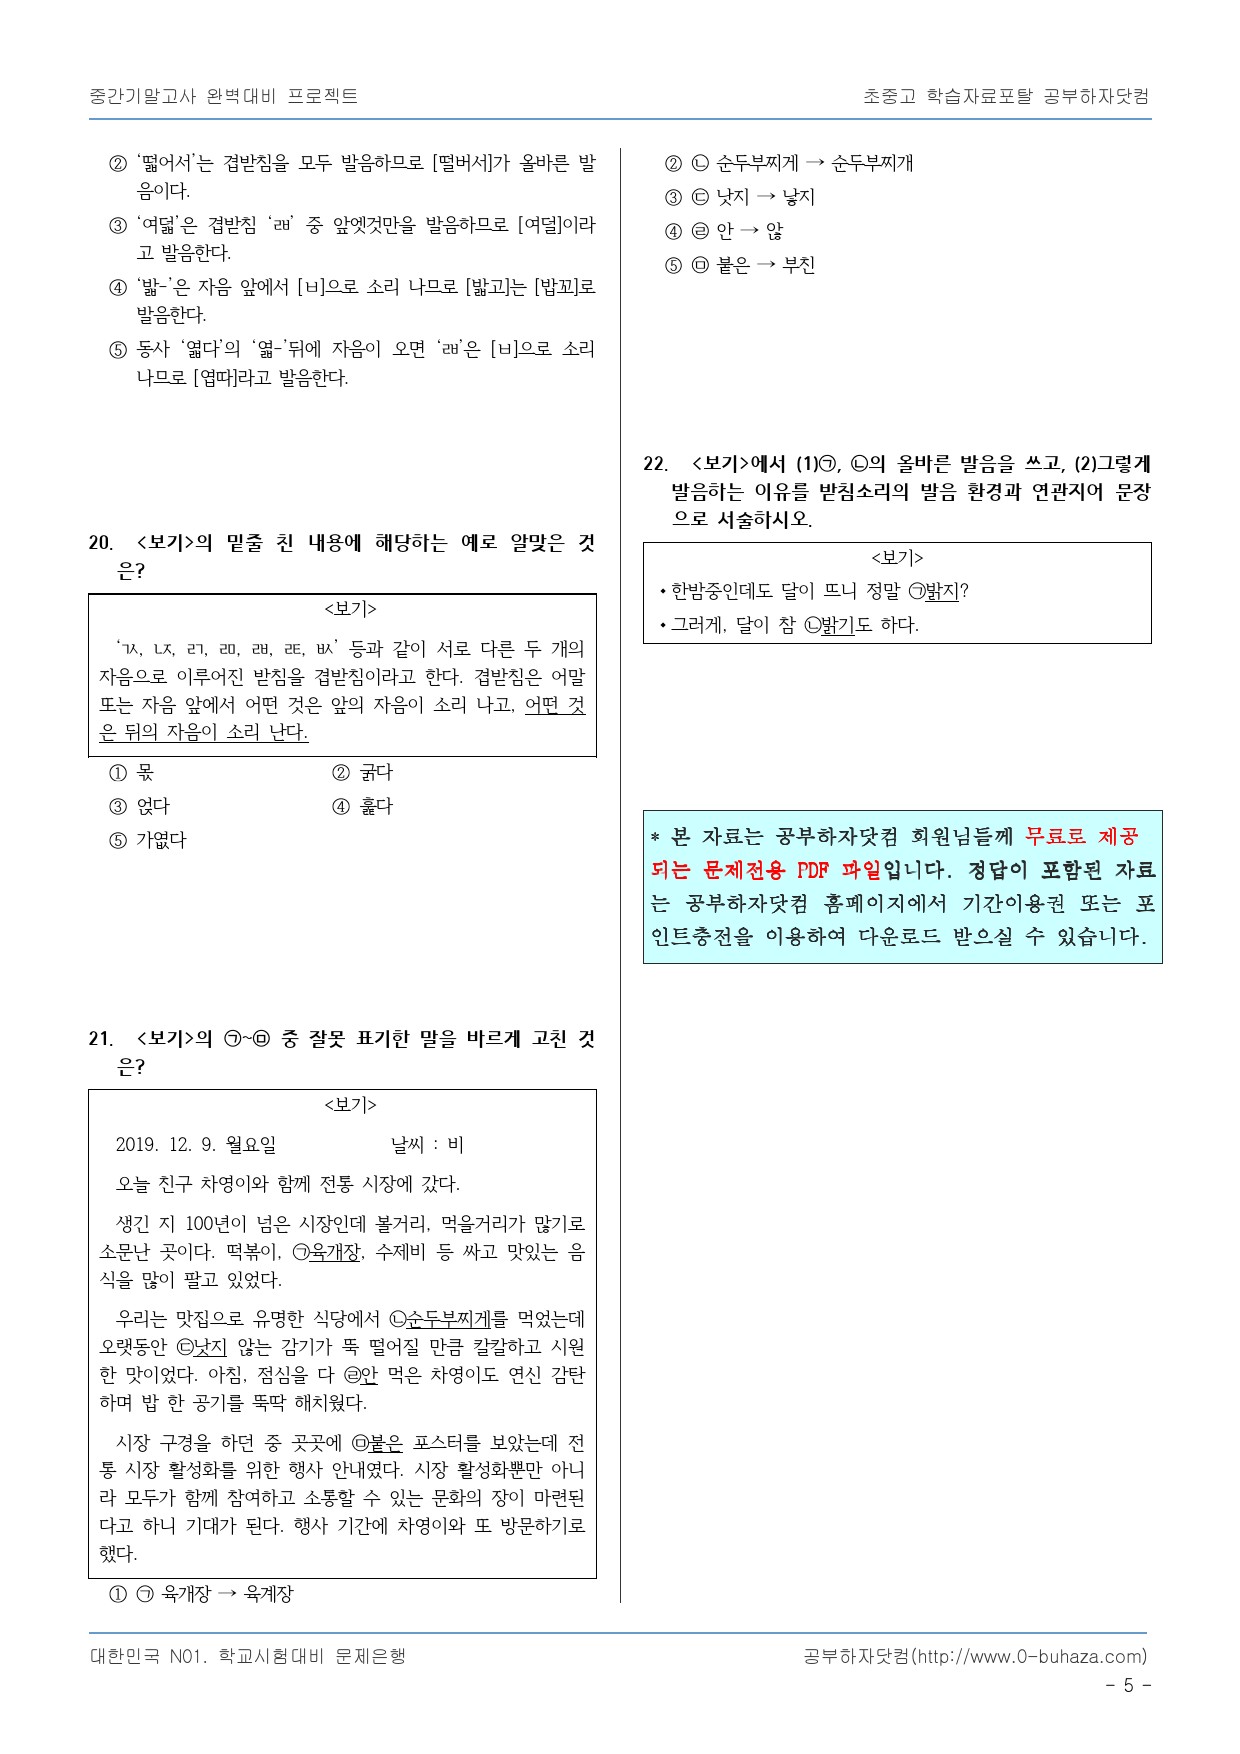 중간기말고사 완벽대비 프로젝트
초중고 학습자료포탈 공부하자닷컴
② ‘떫어서’는 겹받침을 모두 발음하므로 [떨버서]가 올바른 발
음이다.
③ ‘여덟’은 겹받침 ‘ㄼ’ 중 앞엣것만을 발음하므로 [여덜]이라
고 발음한다.
④ ‘밟-’은 자음 앞에서 [ㅂ]으로 소리 나므로 [밟고]는 [밥꼬]로
발음한다.
⑤ 동사 ‘엷다’의 ‘엷-’뒤에 자음이 오면 ‘ㄼ’은 [ㅂ]으로 소리
나므로 [엽따]라고 발음한다.
20. <보기>의 밑줄 친 내용에 해당하는 예로 알맞은 것
은?
<보기>
‘ㄳ, ㄵ, ㄺ, ㄻ, ㄼ, ㄾ, ㅄ’ 등과 같이 서로 다른 두 개의
자음으로 이루어진 받침을 겹받침이라고 한다. 겹받침은 어말
또는 자음 앞에서 어떤 것은 앞의 자음이 소리 나고, 어떤 것
은 뒤의 자음이 소리 난다.
① 몫 ② 굵다
③ 얹다 ④ 훑다
⑤ 가엾다
21. <보기>의 ㉠~㉤ 중 잘못 표기한 말을 바르게 고친 것
은?
<보기>
2019. 12. 9. 월요일 날씨 : 비
오늘 친구 차영이와 함께 전통 시장에 갔다.
생긴 지 100년이 넘은 시장인데 볼거리, 먹을거리가 많기로
소문난 곳이다. 떡볶이, ㉠육개장, 수제비 등 싸고 맛있는 음
식을 많이 팔고 있었다.
우리는 맛집으로 유명한 식당에서 ㉡순두부찌게를 먹었는데
오랫동안 ㉢낫지 않는 감기가 뚝 떨어질 만큼 칼칼하고 시원
한 맛이었다. 아침, 점심을 다 ㉣안 먹은 차영이도 연신 감탄
하며 밥 한 공기를 뚝딱 해치웠다.
시장 구경을 하던 중 곳곳에 ㉤붙은 포스터를 보았는데 전
통 시장 활성화를 위한 행사 안내였다. 시장 활성화뿐만 아니
라 모두가 함께 참여하고 소통할 수 있는 문화의 장이 마련된
다고 하니 기대가 된다. 행사 기간에 차영이와 또 방문하기로
했다.
① ㉠ 육개장 → 육계장
② ㉡ 순두부찌게 → 순두부찌개
③ ㉢ 낫지 → 낳지
④ ㉣ 안 → 않
⑤ ㉤ 붙은 → 부친
22. <보기>에서 (1)㉠, ㉡의 올바른 발음을 쓰고, (2)그렇게
발음하는 이유를 받침소리의 발음 환경과 연관지어 문장
으로 서술하시오.
<보기>
• 한밤중인데도 달이 뜨니 정말 ㉠밝지?
• 그러게, 달이 참 ㉡밝기도 하다.
* 본 자료는 공부하자닷컴 회원님들께 무료로 제공
되는 문제전용 PDF 파일입니다. 정답이 포함된 자료
는 공부하자닷컴 홈페이지에서 기간이용권 또는 포
인트충전을 이용하여 다운로드 받으실 수 있습니다.
대한민국 N01. 학교시험대비 문제은행
공부하자닷컴(http://www.0-buhaza.com)
- 5 -